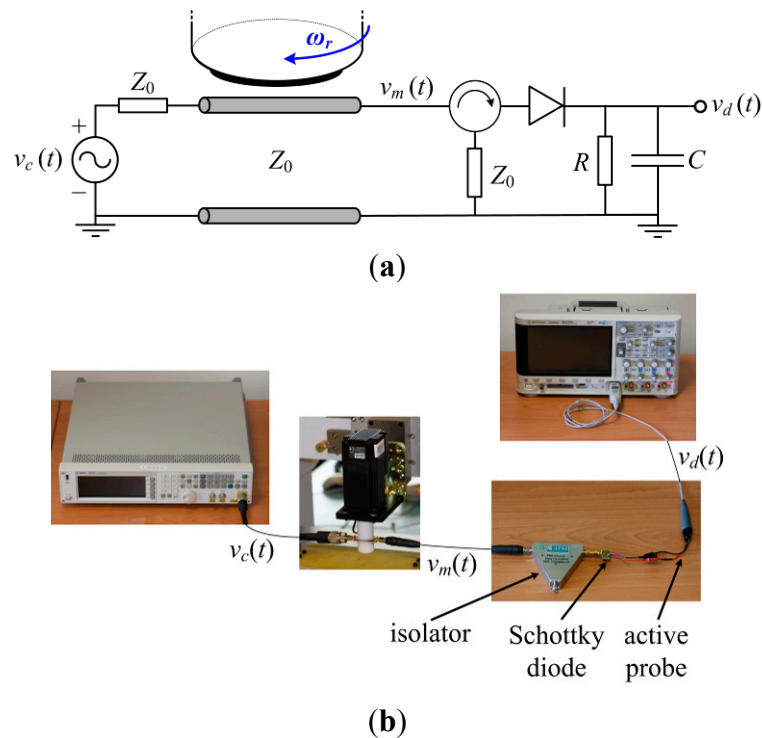 ωr
Z0
vm(t)
vd(t)
+
vc(t)
−
Z0
Z0
R
C
(a)
vd(t)
vc(t)
vm(t)
isolator
Schottky diode
active probe
(b)